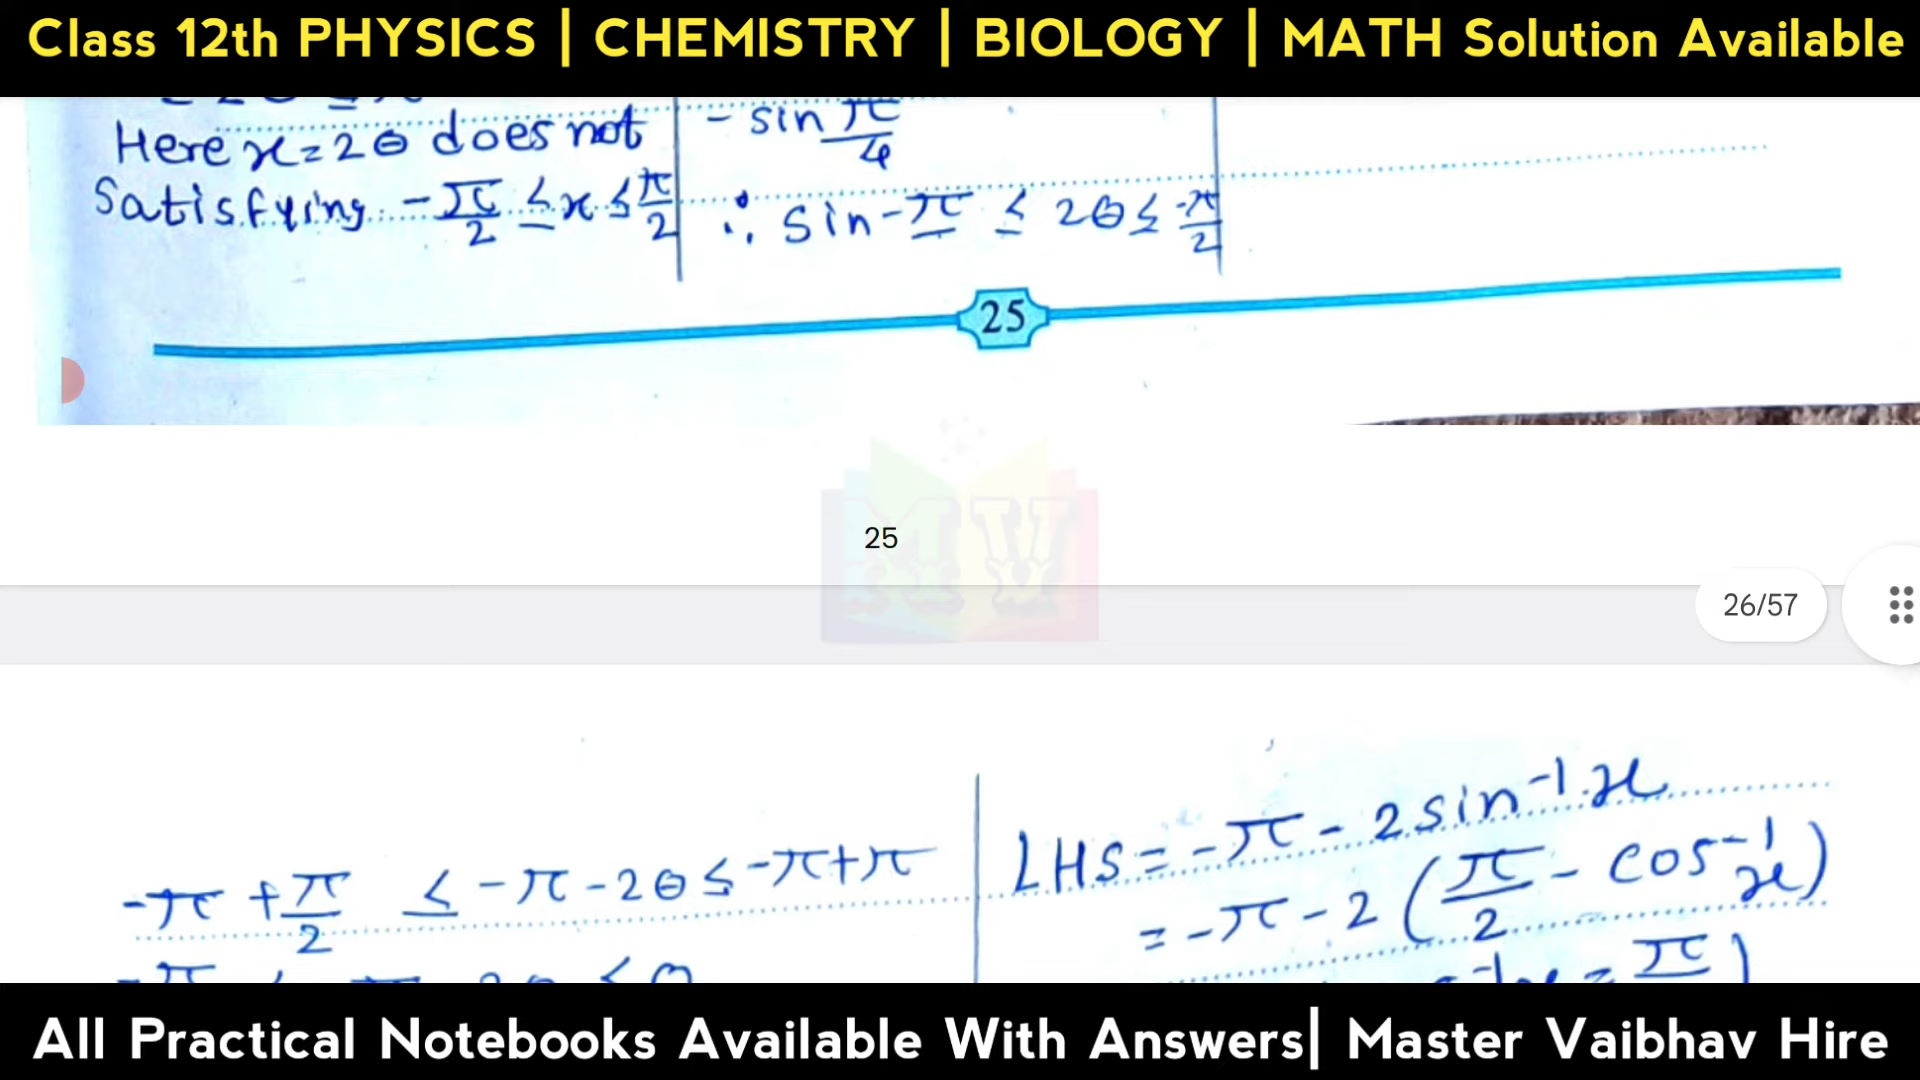 Class 12th PHYSICS | CHEMISTRY | BIOLOGY | MATH Solution Available
Here x=2θ does not
Satisfying -π/2 ≤ x ≤ π/2
- sin π/4
∴ sin -π ≤ 2θ ≤ -π/2
25
25
MW
26/57
-π + π/2 ≤ -π - 2θ ≤ -π+π
LHS = -π - 2 sin⁻¹x
= -π - 2 (π/2 - cos⁻¹x)
All Practical Notebooks Available With Answers| Master Vaibhav Hire